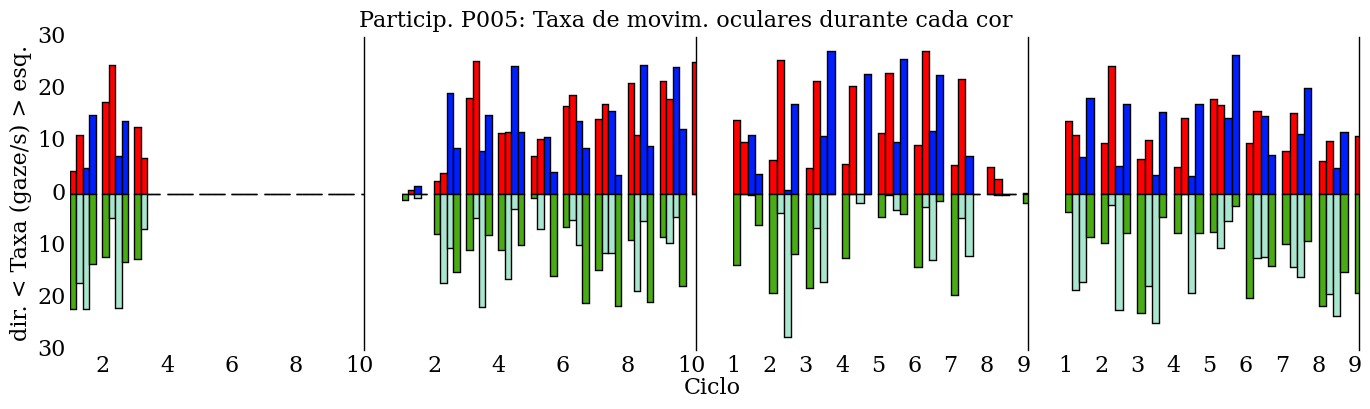 Particip. P005: Taxa de movim. oculares durante cada cor
dir. < Taxa (gaze/s) > esq.
30
20
10
0
10
20
30
2 4 6 8 10 2 4 6 8 10 1 2 3 4 5 6 7 8 9 1 2 3 4 5 6 7 8 9
Ciclo